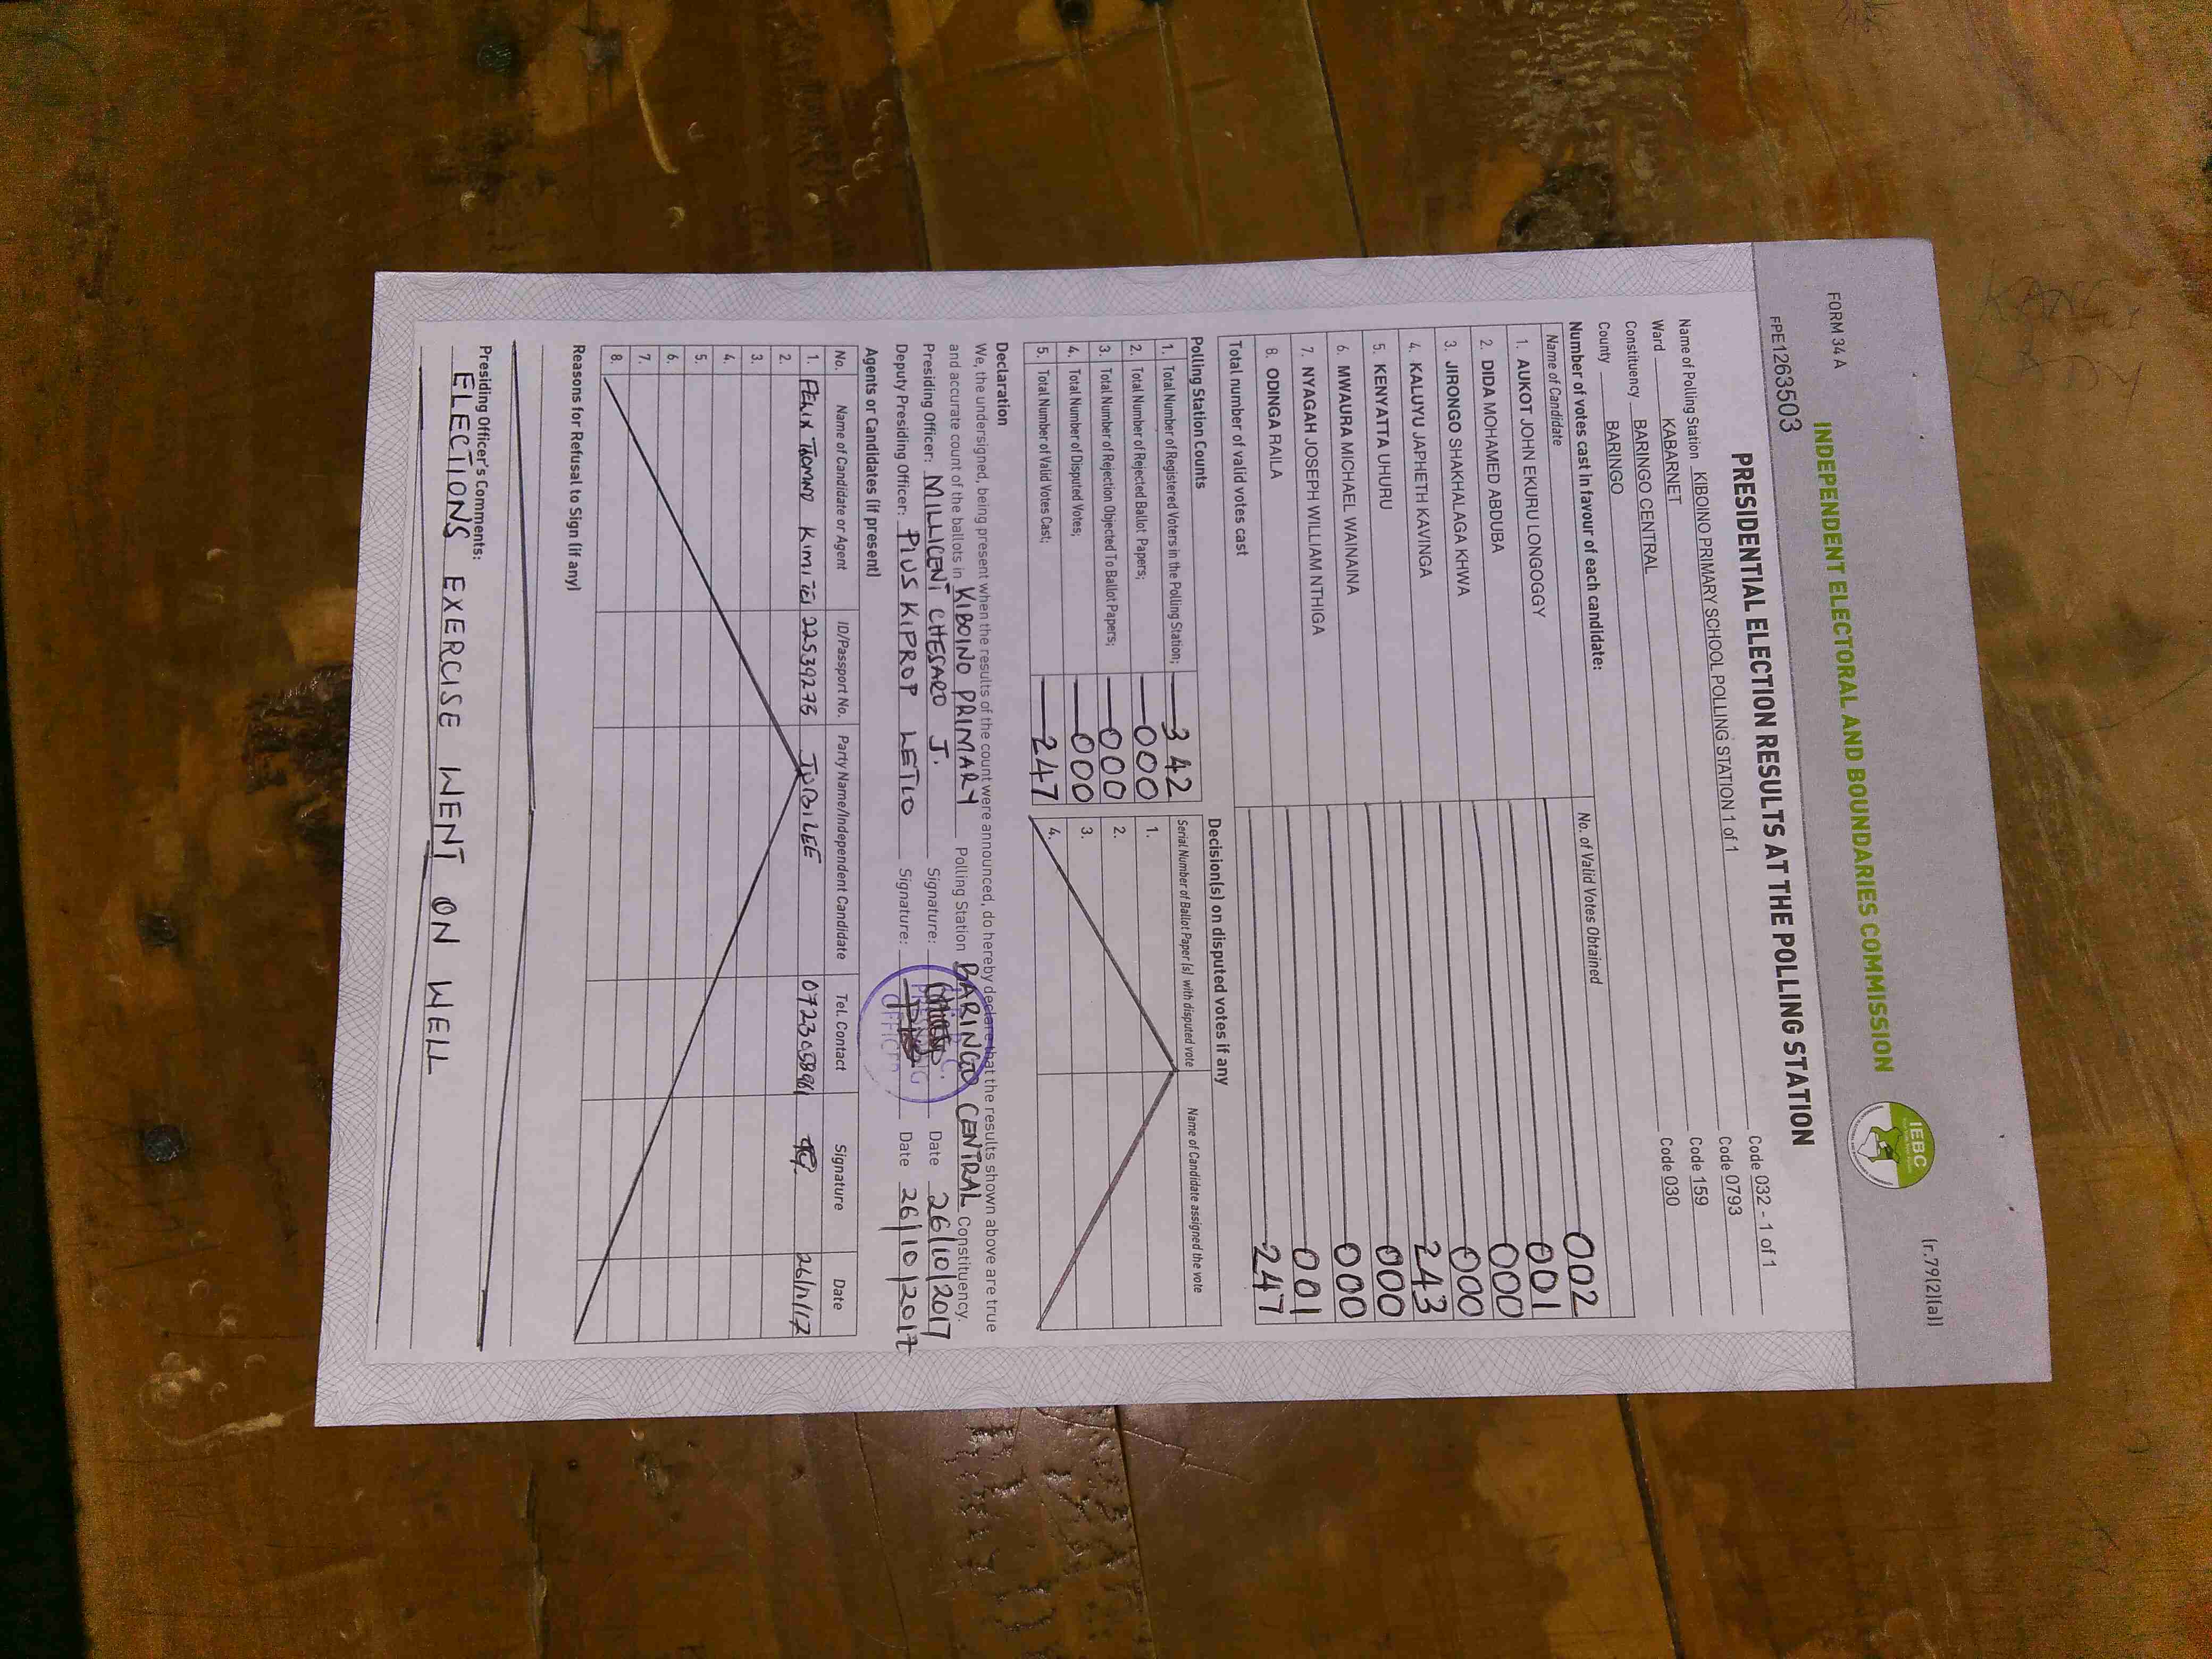 FORM 34 A
(r.79(2)(a))
INDEPENDENT ELECTORAL AND BOUNDARIES COMMISSION
IEBC
FPE1263503
PRESIDENTIAL ELECTION RESULTS AT THE POLLING STATION
Name of Polling Station KIBOINO PRIMARY SCHOOL POLLING STATION 1 of 1 Code 032 - 1 of 1
Ward KABARNET Code 0793
Constituency BARINGO CENTRAL Code 159
County BARINGO Code 030
Number of votes cast in favour of each candidate:
Name of Candidate No. of Valid Votes Obtained
1. AUKOT JOHN EKURU LONGOGGY 002
2. DIDA MOHAMED ABDUBA 001
3. JIRONGO SHAKHALAGA KHWA 000
4. KALUYU JAPHETH KAVINGA 000
5. KENYATTA UHURU 243
6. MWAURA MICHAEL WAINAINA 000
7. NYAGAH JOSEPH WILLIAM NTHIGA 000
8. ODINGA RAILA 001
Total number of valid votes cast 247
Polling Station Counts
1. Total Number of Registered Voters in the Polling Station; 342
2. Total Number of Rejected Ballot Papers; 000
3. Total Number of Rejection Objected To Ballot Papers; 000
4. Total Number of Disputed Votes; 000
5. Total Number of Valid Votes Cast; 247
Decision(s) on disputed votes if any
Serial Number of Ballot Paper (s) with disputed vote Name of Candidate assigned the vote
1.
2.
3.
4.
Declaration
We, the undersigned, being present when the results of the count were announced, do hereby declare that the results shown above are true
and accurate count of the ballots in KIBOINO PRIMARY Polling Station BARINGO CENTRAL Constituency.
Presiding Officer: MILLICENT CHESARO J. Signature: Date 26/10/2017
Deputy Presiding Officer: PIUS KIPROP LETIO Signature: Date 26/10/2017
PRESIDING
OFFICER
Agents or Candidates (if present)
No. Name of Candidate or Agent ID/Passport No. Party Name/Independent Candidate Tel. Contact Signature Date
1. FELIX 22539276 JUBILEE
2.
3.
4.
5.
6.
7.
8.
Reasons for Refusal to Sign (if any)
Presiding Officer's Comments:
ELECTIONS EXERCISE WENT ON WELL